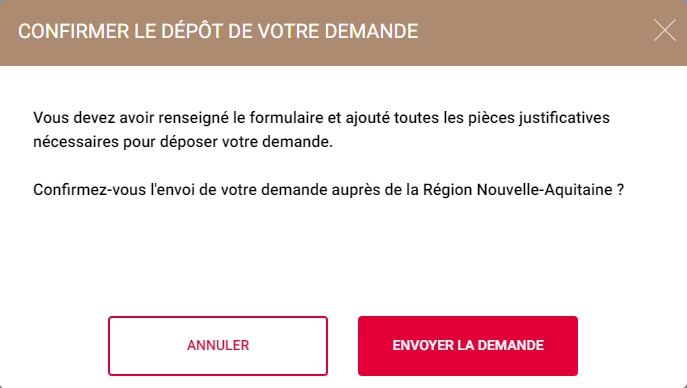 CONFIRMER LE DÉPÔT DE VOTRE DEMANDE
Vous devez avoir renseigné le formulaire et ajouté toutes les pièces justificatives
nécessaires pour déposer votre demande.
Confirmez-vous l'envoi de votre demande auprès de la Région Nouvelle-Aquitaine ?
ANNULER
ENVOYER LA DEMANDE